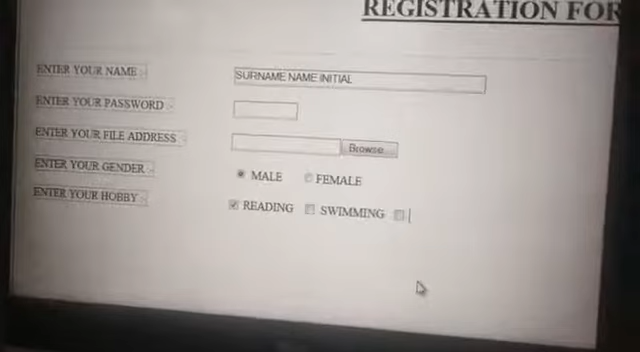 REGISTRATION FOR
ENTER YOUR NAME :- SURNAME NAME INITIAL
ENTER YOUR PASSWORD :-
ENTER YOUR FILE ADDRESS :- Browse...
ENTER YOUR GENDER :- MALE FEMALE
ENTER YOUR HOBBY :- READING SWIMMING